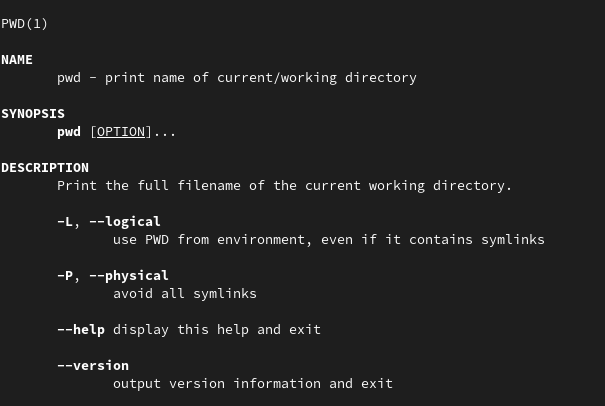 PWD(1)
NAME
pwd - print name of current/working directory
SYNOPSIS
pwd [OPTION]...
DESCRIPTION
Print the full filename of the current working directory.
-L, --logical
use PWD from environment, even if it contains symlinks
-P, --physical
avoid all symlinks
--help display this help and exit
--version
output version information and exit